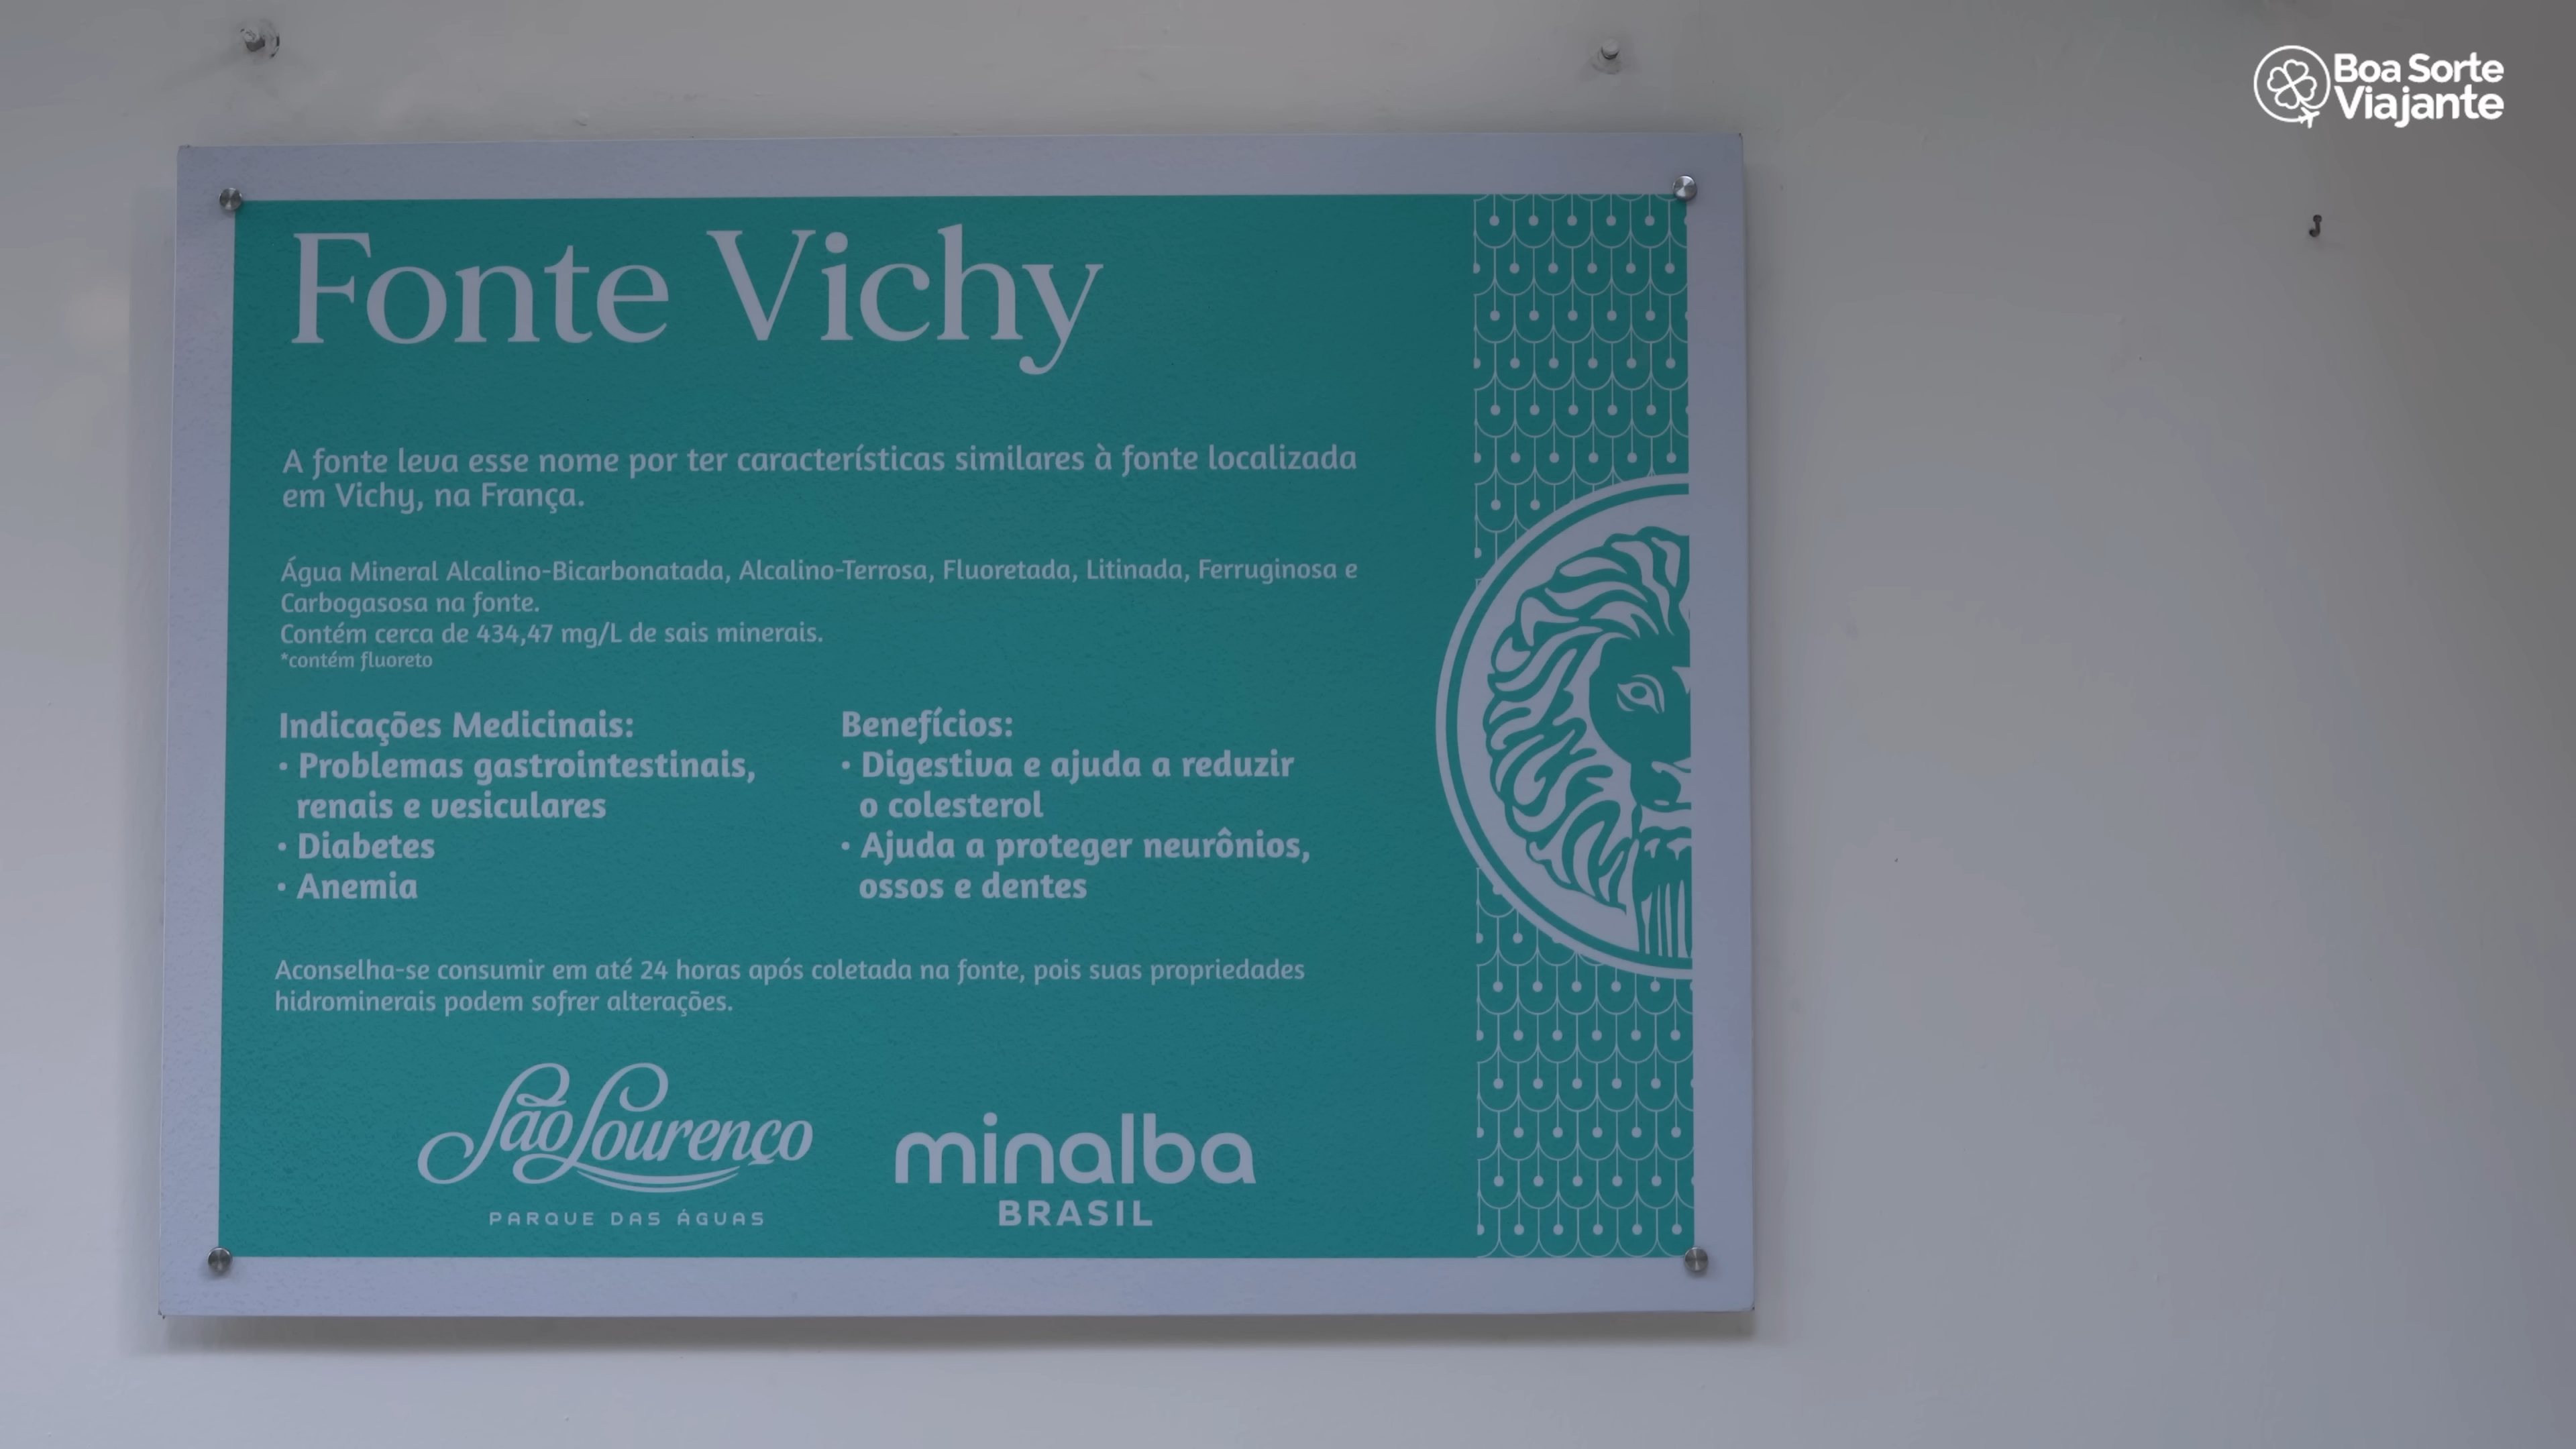 Boa Sorte
Viajante
Fonte Vichy
A fonte leva esse nome por ter características similares à fonte localizada
em Vichy, na França.
Água Mineral Alcalino-Bicarbonatada, Alcalino-Terrosa, Fluoretada, Litinada, Ferruginosa e
Carbogasosa na fonte.
Contém cerca de 434,47 mg/L de sais minerais.
*contém fluoreto
Indicações Medicinais:
• Problemas gastrointestinais,
renais e vesiculares
• Diabetes
• Anemia
Benefícios:
• Digestiva e ajuda a reduzir
o colesterol
• Ajuda a proteger neurônios,
ossos e dentes
Aconselha-se consumir em até 24 horas após coletada na fonte, pois suas propriedades
hidrominerais podem sofrer alterações.
São Lourenço
PARQUE DAS ÁGUAS
minalba
BRASIL